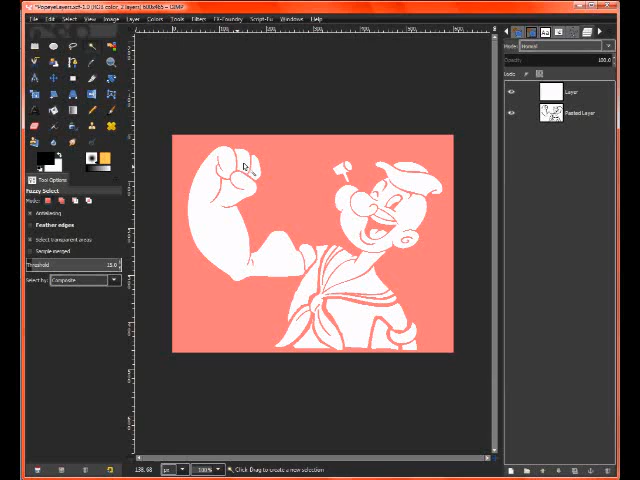 *PopeyeLayers.xcf-1.0 (RGB color, 2 layers) 600x465 – GIMP
File Edit Select View Image Layer Colors Tools Filters FX-Foundry Script-Fu Windows Help
Mode: Normal
Opacity 100.0
Lock:
Layer
Pasted Layer
Tool Options
Fuzzy Select
Mode:
Antialiasing
Feather edges
Select transparent areas
Sample merged
Threshold 15.0
Select by: Composite
138, 68 px 100% Click-Drag to create a new selection